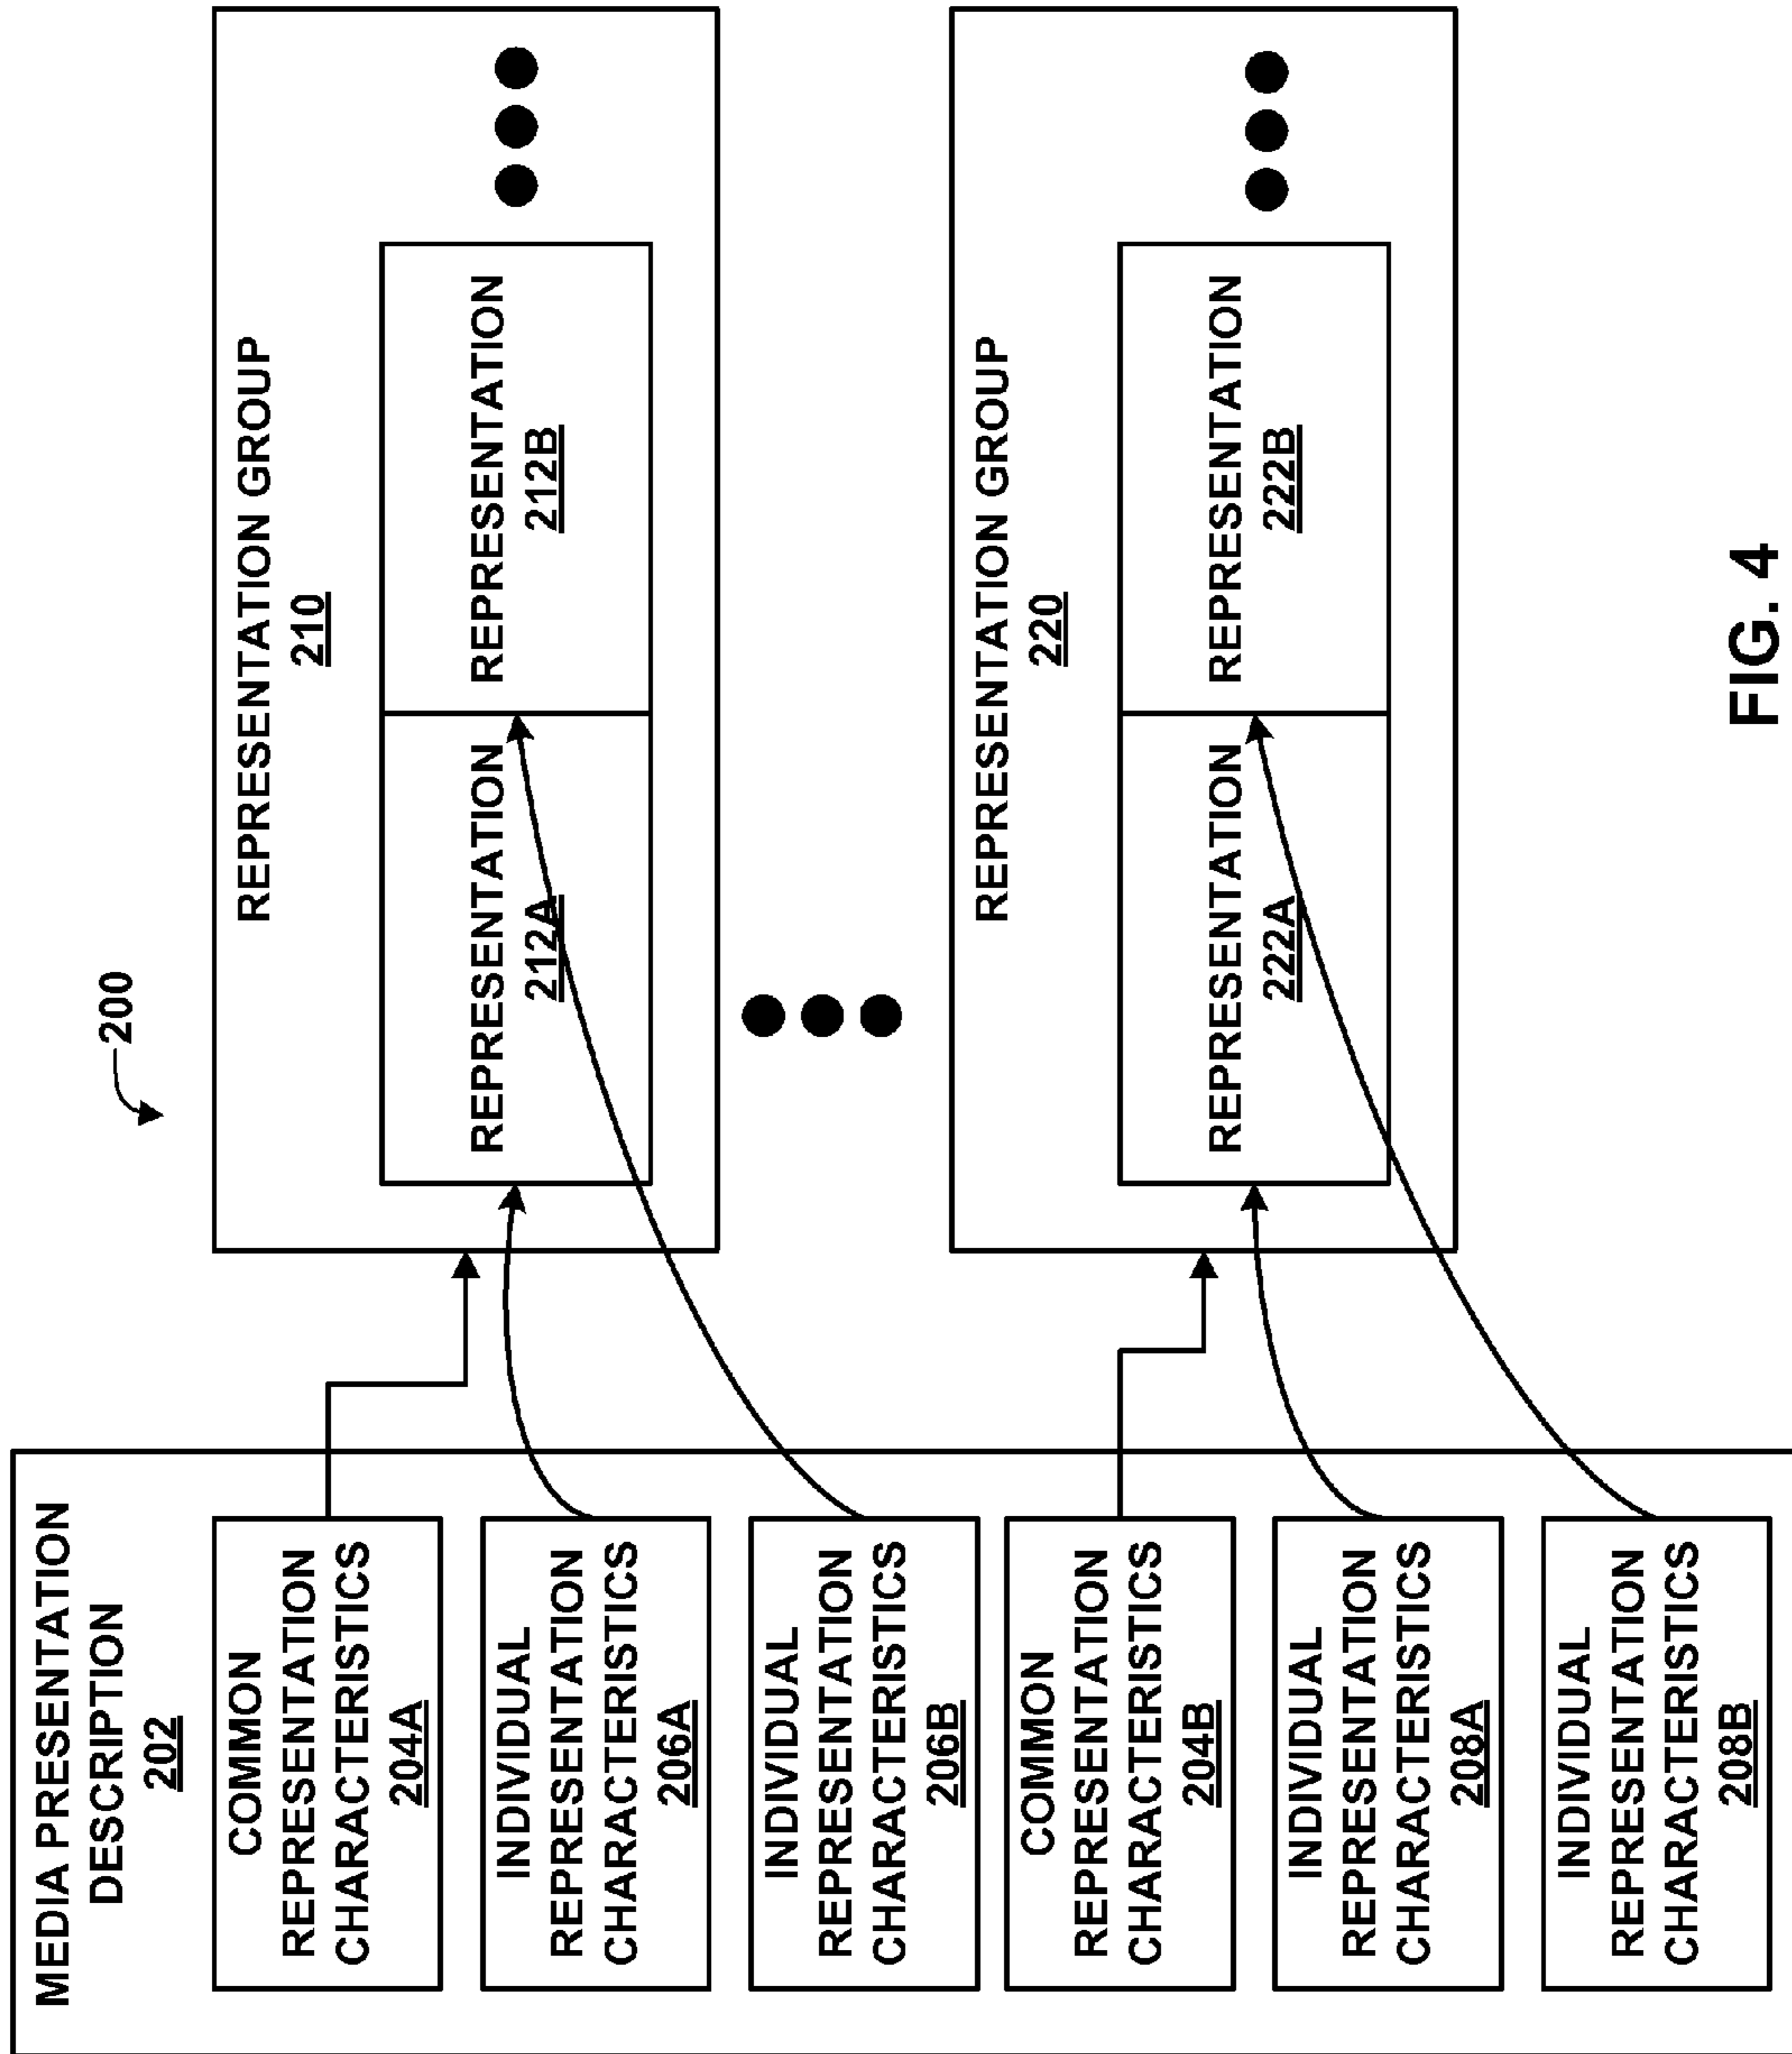 200
MEDIA PRESENTATION
DESCRIPTION
202
COMMON
REPRESENTATION
CHARACTERISTICS
204A
INDIVIDUAL
REPRESENTATION
CHARACTERISTICS
206A
INDIVIDUAL
REPRESENTATION
CHARACTERISTICS
206B
COMMON
REPRESENTATION
CHARACTERISTICS
204B
INDIVIDUAL
REPRESENTATION
CHARACTERISTICS
208A
INDIVIDUAL
REPRESENTATION
CHARACTERISTICS
208B
REPRESENTATION GROUP
210
REPRESENTATION
212A
REPRESENTATION
212B
REPRESENTATION GROUP
220
REPRESENTATION
222A
REPRESENTATION
222B
FIG. 4